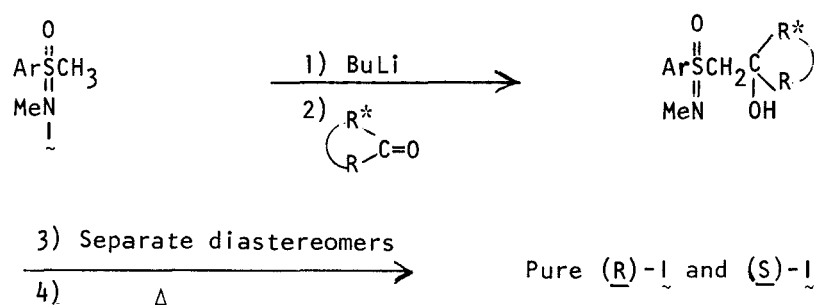 O
ArSCH3
MeN
I
~
1) BuLi
2)
R*
C=O
R
O
R*
ArSCH2C
R
MeN OH
3) Separate diastereomers
4) Δ
Pure (R)-I and (S)-I